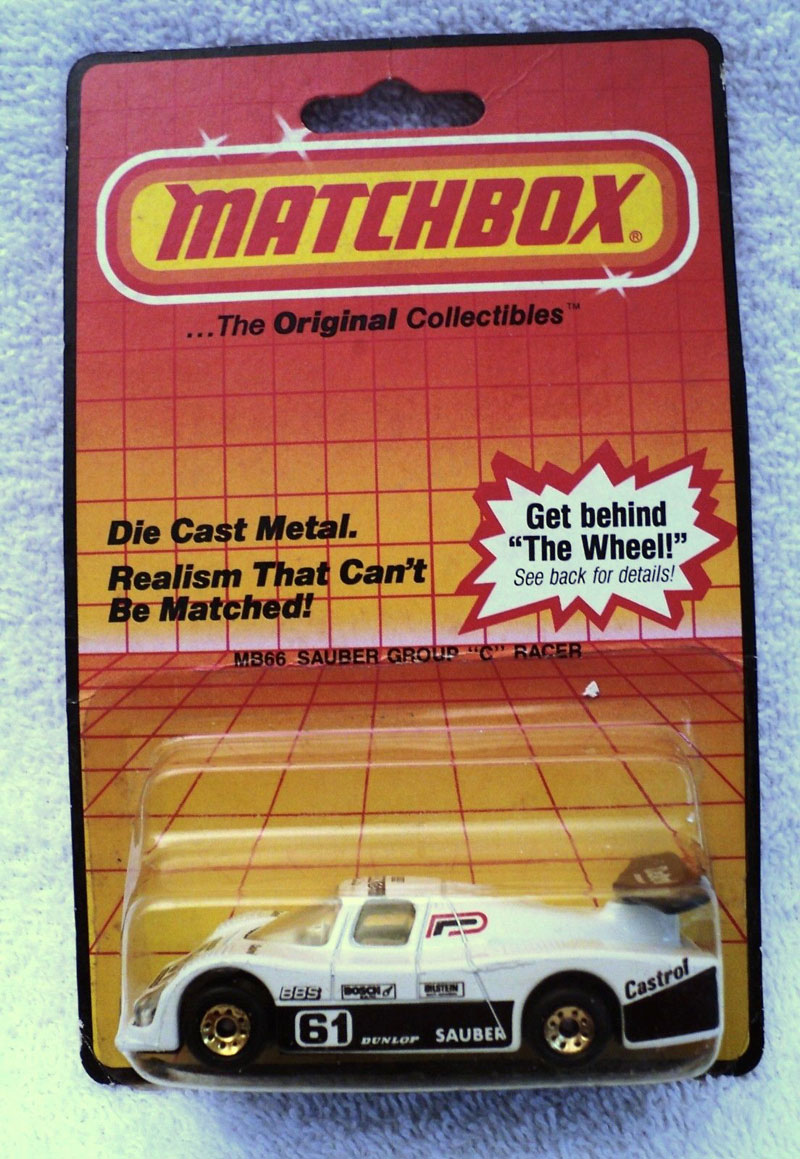 MATCHBOX®
...The Original Collectibles™
Get behind
“The Wheel!”
See back for details!
Die Cast Metal.
Realism That Can't
Be Matched!
MB66 SAUBER GROUP "C" RACER
BBS
BOSCH
BILSTEIN
61
DUNLOP
SAUBER
Castrol